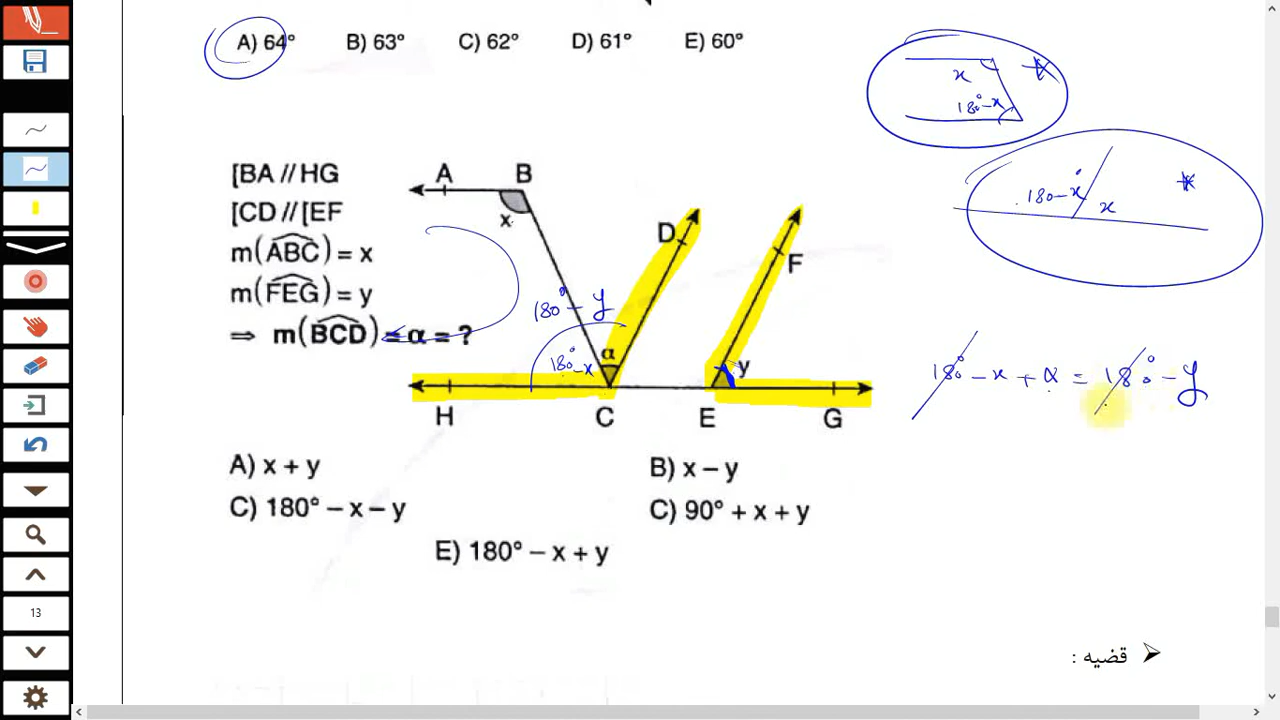 A) 64° B) 63° C) 62° D) 61° E) 60°
x
180°-x
180-x° x
[BA // HG
[CD // [EF
m(ABC) = x
m(FEG) = y
⇒ m(BCD) = α = ?
A B
x
D
F
180° - y
180°-x α y
H C E G
180° - x + α = 180° - y
A) x + y B) x – y
C) 180° – x – y C) 90° + x + y
E) 180° – x + y
13
➤ قضیه :